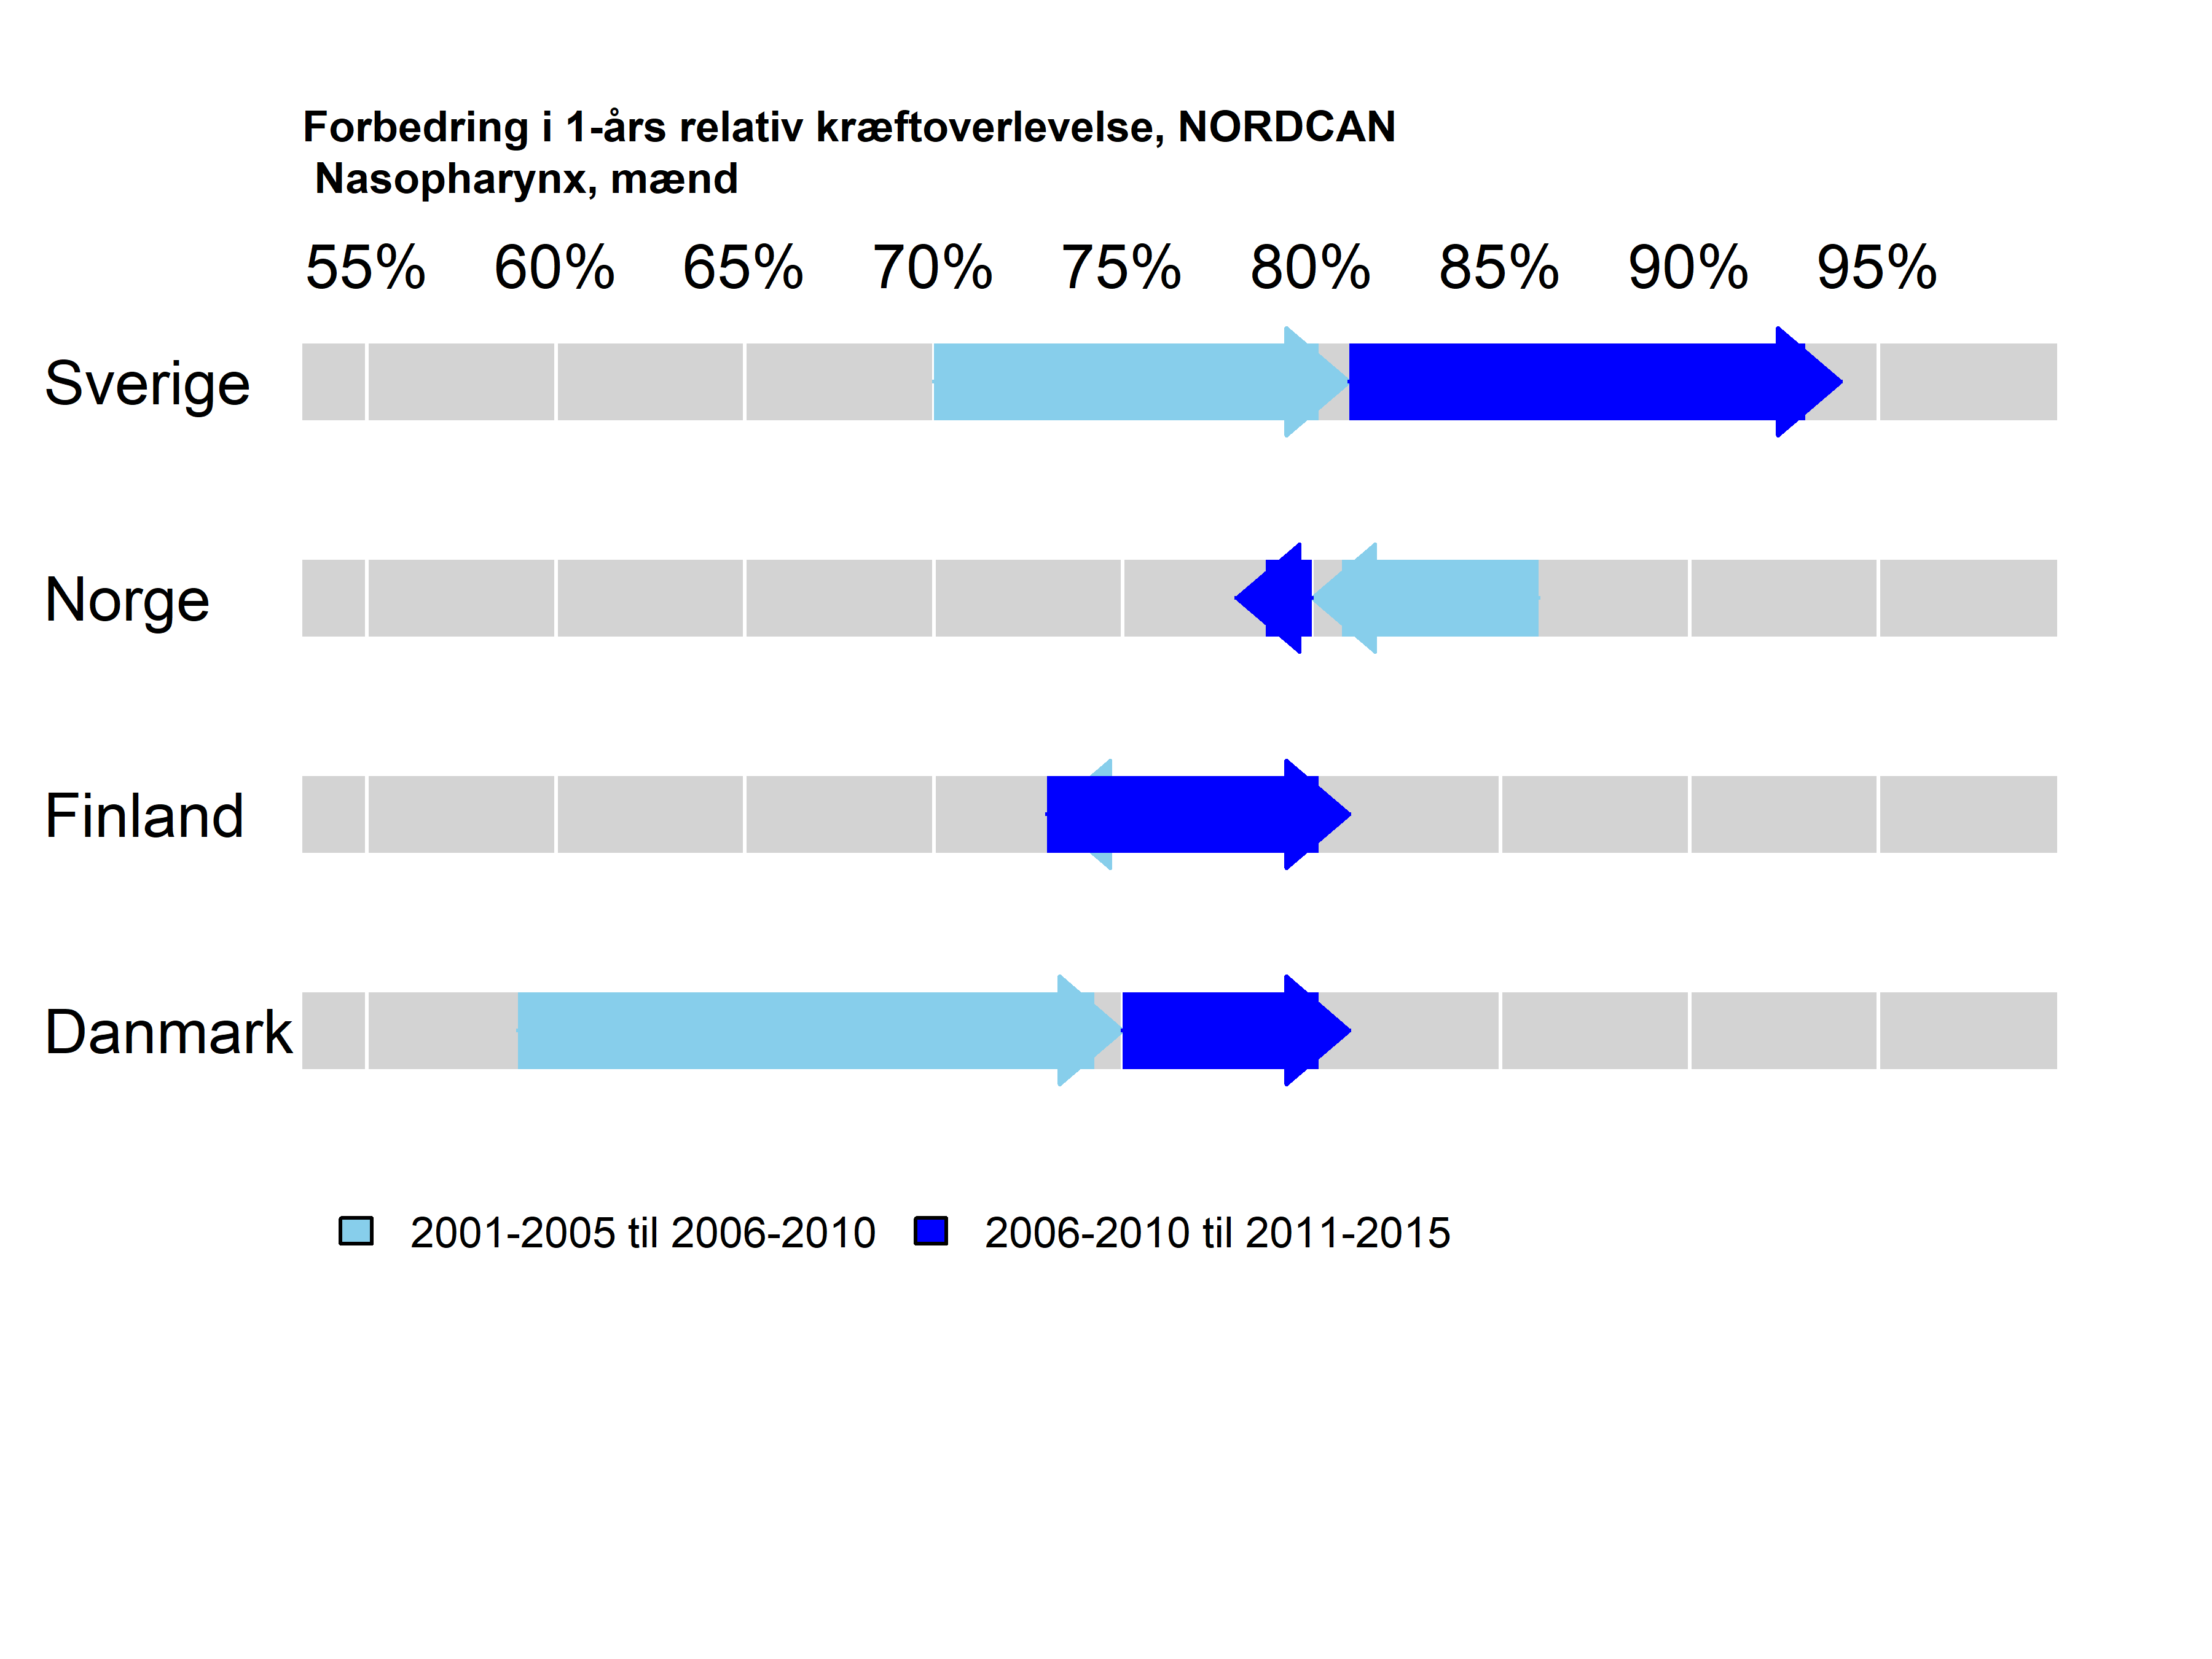 Forbedring i 1-års relativ kræftoverlevelse, NORDCAN
Nasopharynx, mænd
55% 60% 65% 70% 75% 80% 85% 90% 95%
Sverige
Norge
Finland
Danmark
2001-2005 til 2006-2010 2006-2010 til 2011-2015